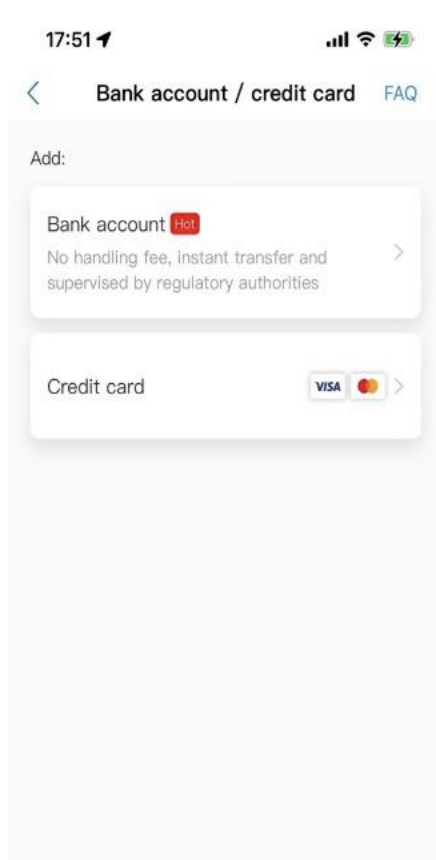 17:51
Bank account / credit card FAQ
Add:
Bank account Hot
No handling fee, instant transfer and
supervised by regulatory authorities
Credit card VISA